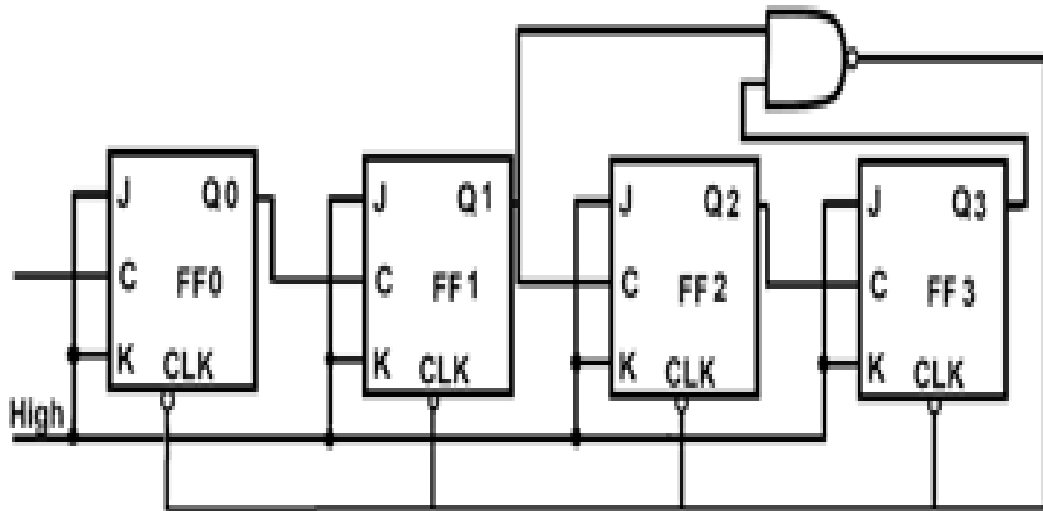 J Q0 J Q1 J Q2 J Q3
C FF0 C FF1 C FF2 C FF3
K CLK K CLK K CLK K CLK
High